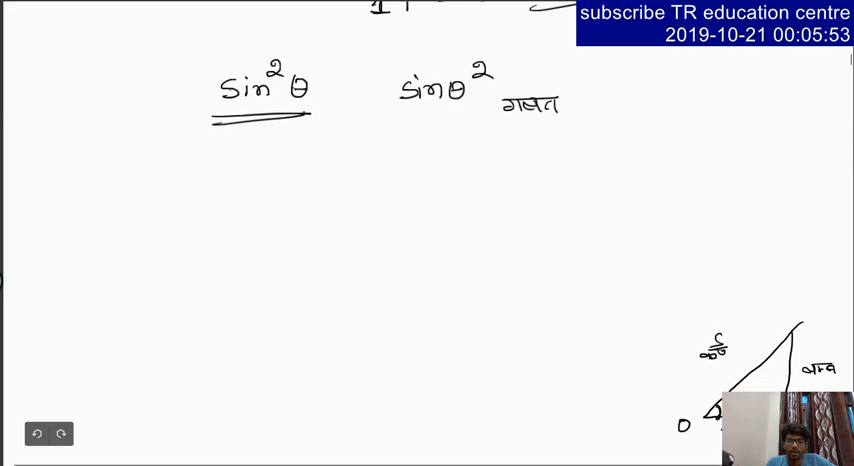 subscribe TR education centre
2019-10-21 00:05:53
sin²θ sinθ² गलत
कर्ण
लम्ब
O